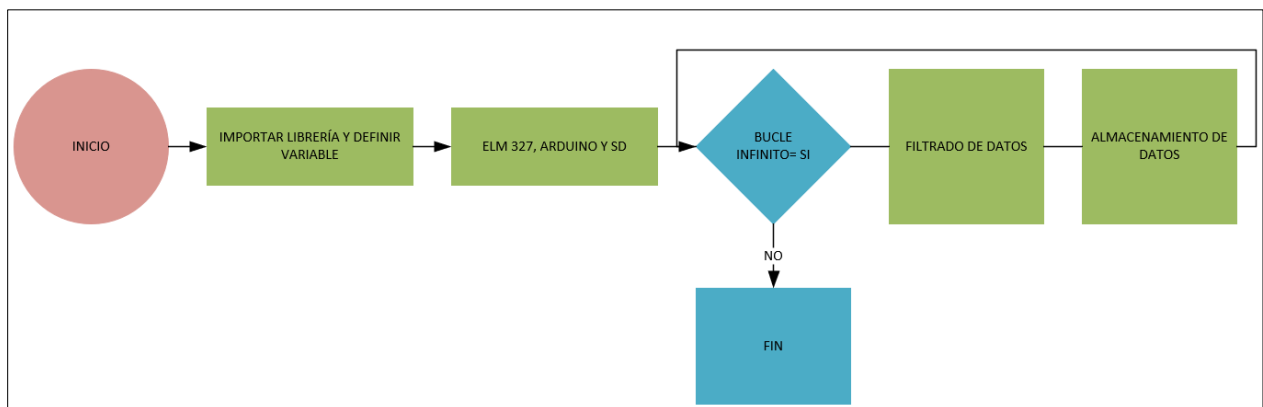 INICIO
IMPORTAR LIBRERÍA Y DEFINIR
VARIABLE
ELM 327, ARDUINO Y SD
BUCLE
INFINITO= SI
FILTRADO DE DATOS
ALMACENAMIENTO DE
DATOS
NO
FIN